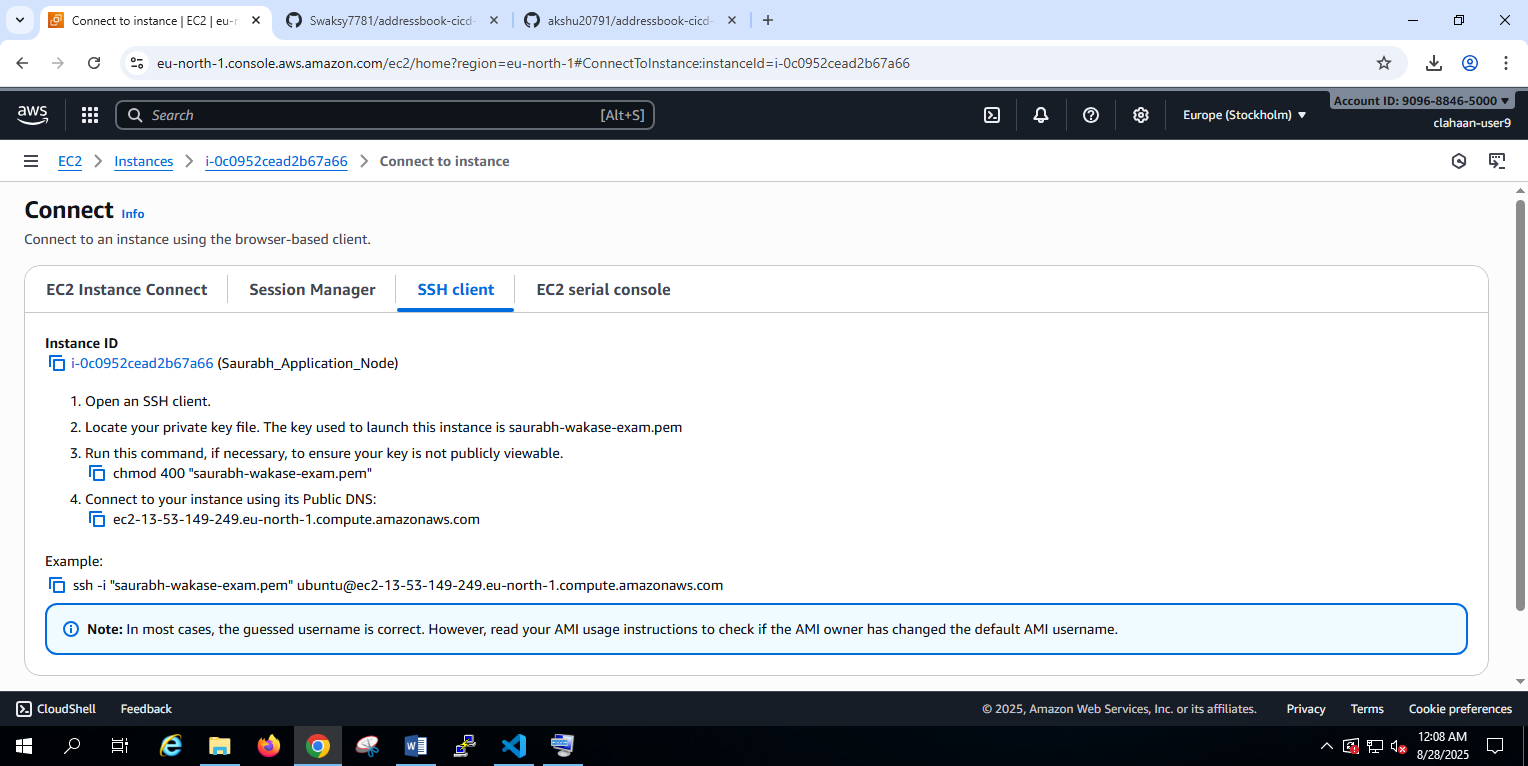 Connect to instance | EC2 | eu-n
Swaksy7781/addressbook-cicd-
akshu20791/addressbook-cicd-
eu-north-1.console.aws.amazon.com/ec2/home?region=eu-north-1#ConnectToInstance:instanceId=i-0c0952cead2b67a66
aws
Search
[Alt+S]
Europe (Stockholm)
Account ID: 9096-8846-5000
clahaan-user9
EC2
Instances
i-0c0952cead2b67a66
Connect to instance
Connect Info
Connect to an instance using the browser-based client.
EC2 Instance Connect
Session Manager
SSH client
EC2 serial console
Instance ID
i-0c0952cead2b67a66 (Saurabh_Application_Node)
1. Open an SSH client.
2. Locate your private key file. The key used to launch this instance is saurabh-wakase-exam.pem
3. Run this command, if necessary, to ensure your key is not publicly viewable.
chmod 400 "saurabh-wakase-exam.pem"
4. Connect to your instance using its Public DNS:
ec2-13-53-149-249.eu-north-1.compute.amazonaws.com
Example:
ssh -i "saurabh-wakase-exam.pem" ubuntu@ec2-13-53-149-249.eu-north-1.compute.amazonaws.com
Note: In most cases, the guessed username is correct. However, read your AMI usage instructions to check if the AMI owner has changed the default AMI username.
CloudShell
Feedback
© 2025, Amazon Web Services, Inc. or its affiliates.
Privacy
Terms
Cookie preferences
12:08 AM
8/28/2025